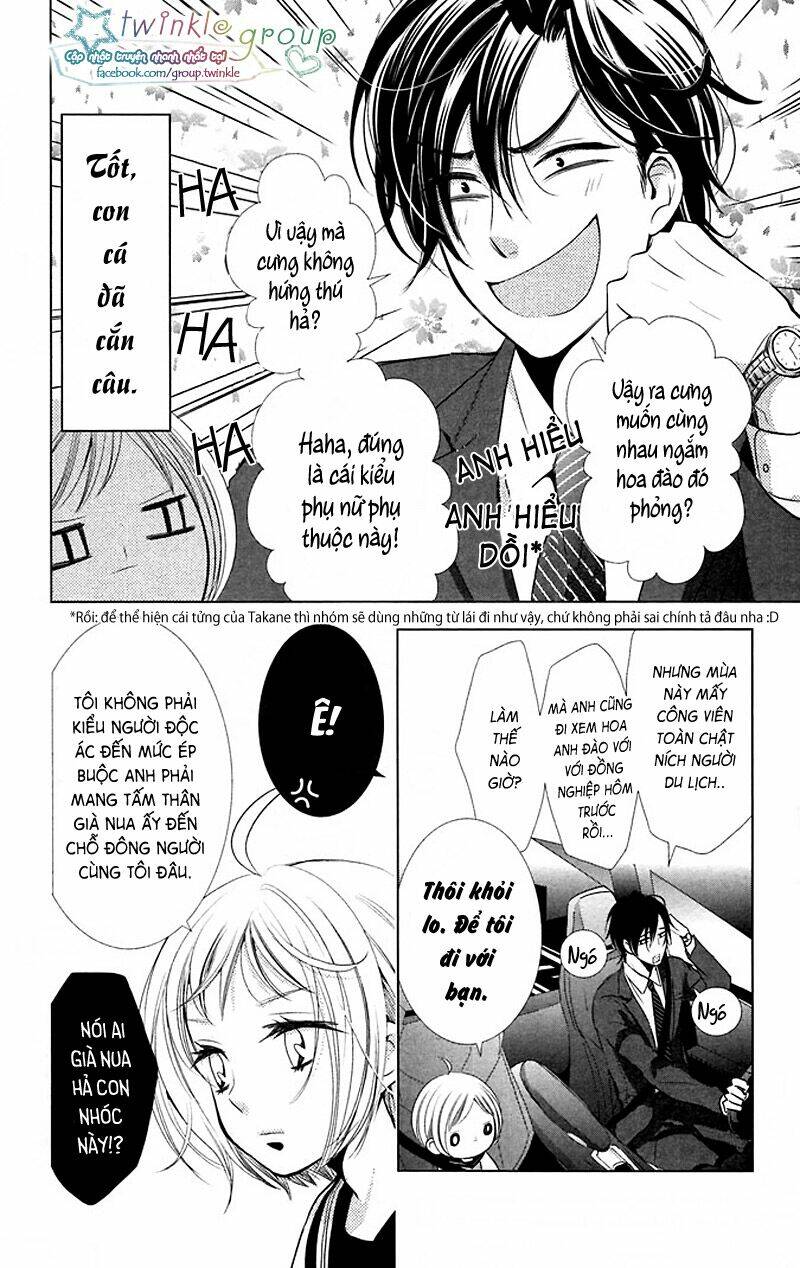 twinkle group
Cập nhật truyện nhanh nhất tại
facebook.com/group.twinkle
Vậy ra cưng
muốn cùng
nhau ngắm
hoa đào đó
phỏng?
Vì vậy mà
cưng không
hứng thú
hả?
HA
HA
HA
Haha, đúng
là cái kiểu
phụ nữ phụ
thuộc này!
ANH HIỂU
ANH HIỂU
DỒI*
Tốt,
con
cá
đã
cắn
câu.
*Rồi: để thể hiện cái tửng của Takane thì nhóm sẽ dùng những từ lái đi như vậy, chứ không phải sai chính tả đâu nha :D
NHƯNG MÙA
NÀY MẤY
CÔNG VIÊN
TOÀN CHẬT
NÍCH NGƯỜI
DU LỊCH..
MÀ ANH CŨNG
ĐI XEM HOA
ANH ĐÀO VỚI
VỚI ĐỒNG
NGHIỆP HÔM
TRƯỚC
RỒI...
LÀM
THẾ
NÀO
GIỜ?
Ngó
Ngó
Thôi khỏi
lo. Để tôi
đi với
bạn.
Ê!
TÔI KHÔNG PHẢI
KIỂU NGƯỜI ĐỘC
ÁC ĐẾN MỨC ÉP
BUỘC ANH PHẢI
MANG TẤM THÂN
GIÀ NUA ẤY ĐẾN
CHỖ ĐÔNG NGƯỜI
CÙNG TÔI ĐÂU.
NÓI AI
GIÀ NUA
HẢ CON
NHÓC
NÀY!?